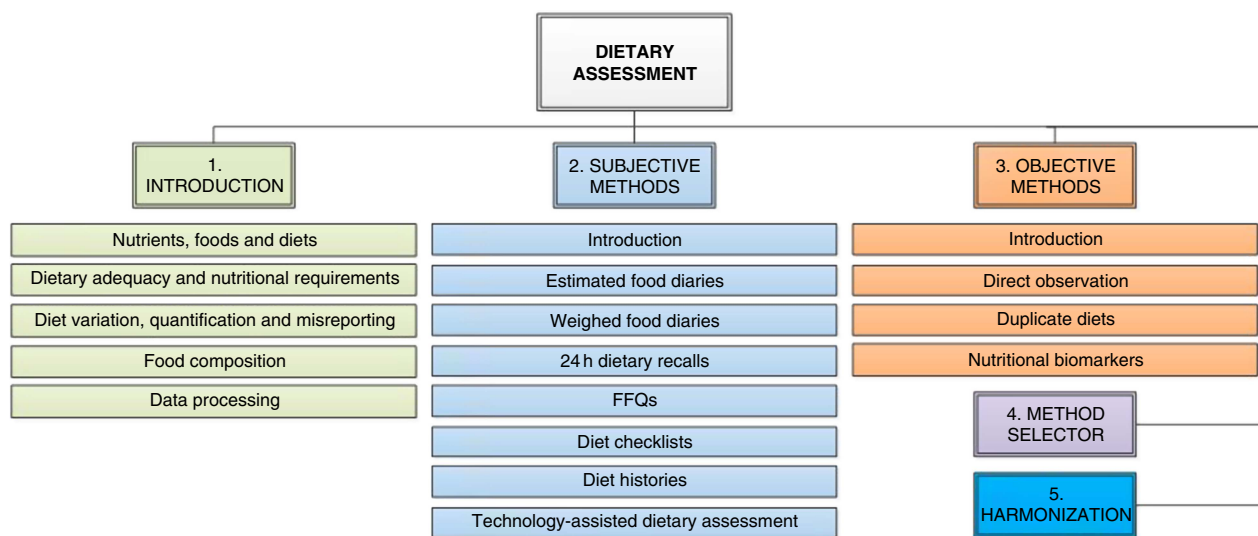 DIETARY
ASSESSMENT
1.
INTRODUCTION
Nutrients, foods and diets
Dietary adequacy and nutritional requirements
Diet variation, quantification and misreporting
Food composition
Data processing
2. SUBJECTIVE
METHODS
Introduction
Estimated food diaries
Weighed food diaries
24 h dietary recalls
FFQs
Diet checklists
Diet histories
Technology-assisted dietary assessment
3. OBJECTIVE
METHODS
Introduction
Direct observation
Duplicate diets
Nutritional biomarkers
4. METHOD
SELECTOR
5.
HARMONIZATION